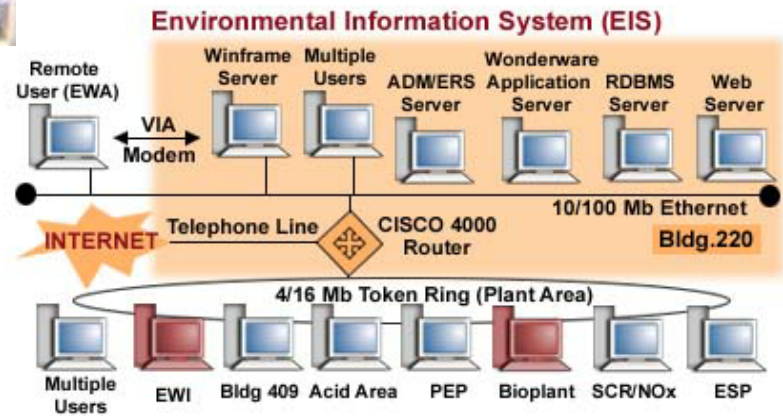 Environmental Information System (EIS)
Remote
User (EWA)
VIA
Modem
Winframe
Server
Multiple
Users
ADM/ERS
Server
Wonderware
Application
Server
RDBMS
Server
Web
Server
10/100 Mb Ethernet
INTERNET
Telephone Line
CISCO 4000
Router
Bldg.220
4/16 Mb Token Ring (Plant Area)
Multiple
Users
EWI
Bldg 409
Acid Area
PEP
Bioplant
SCR/NOx
ESP